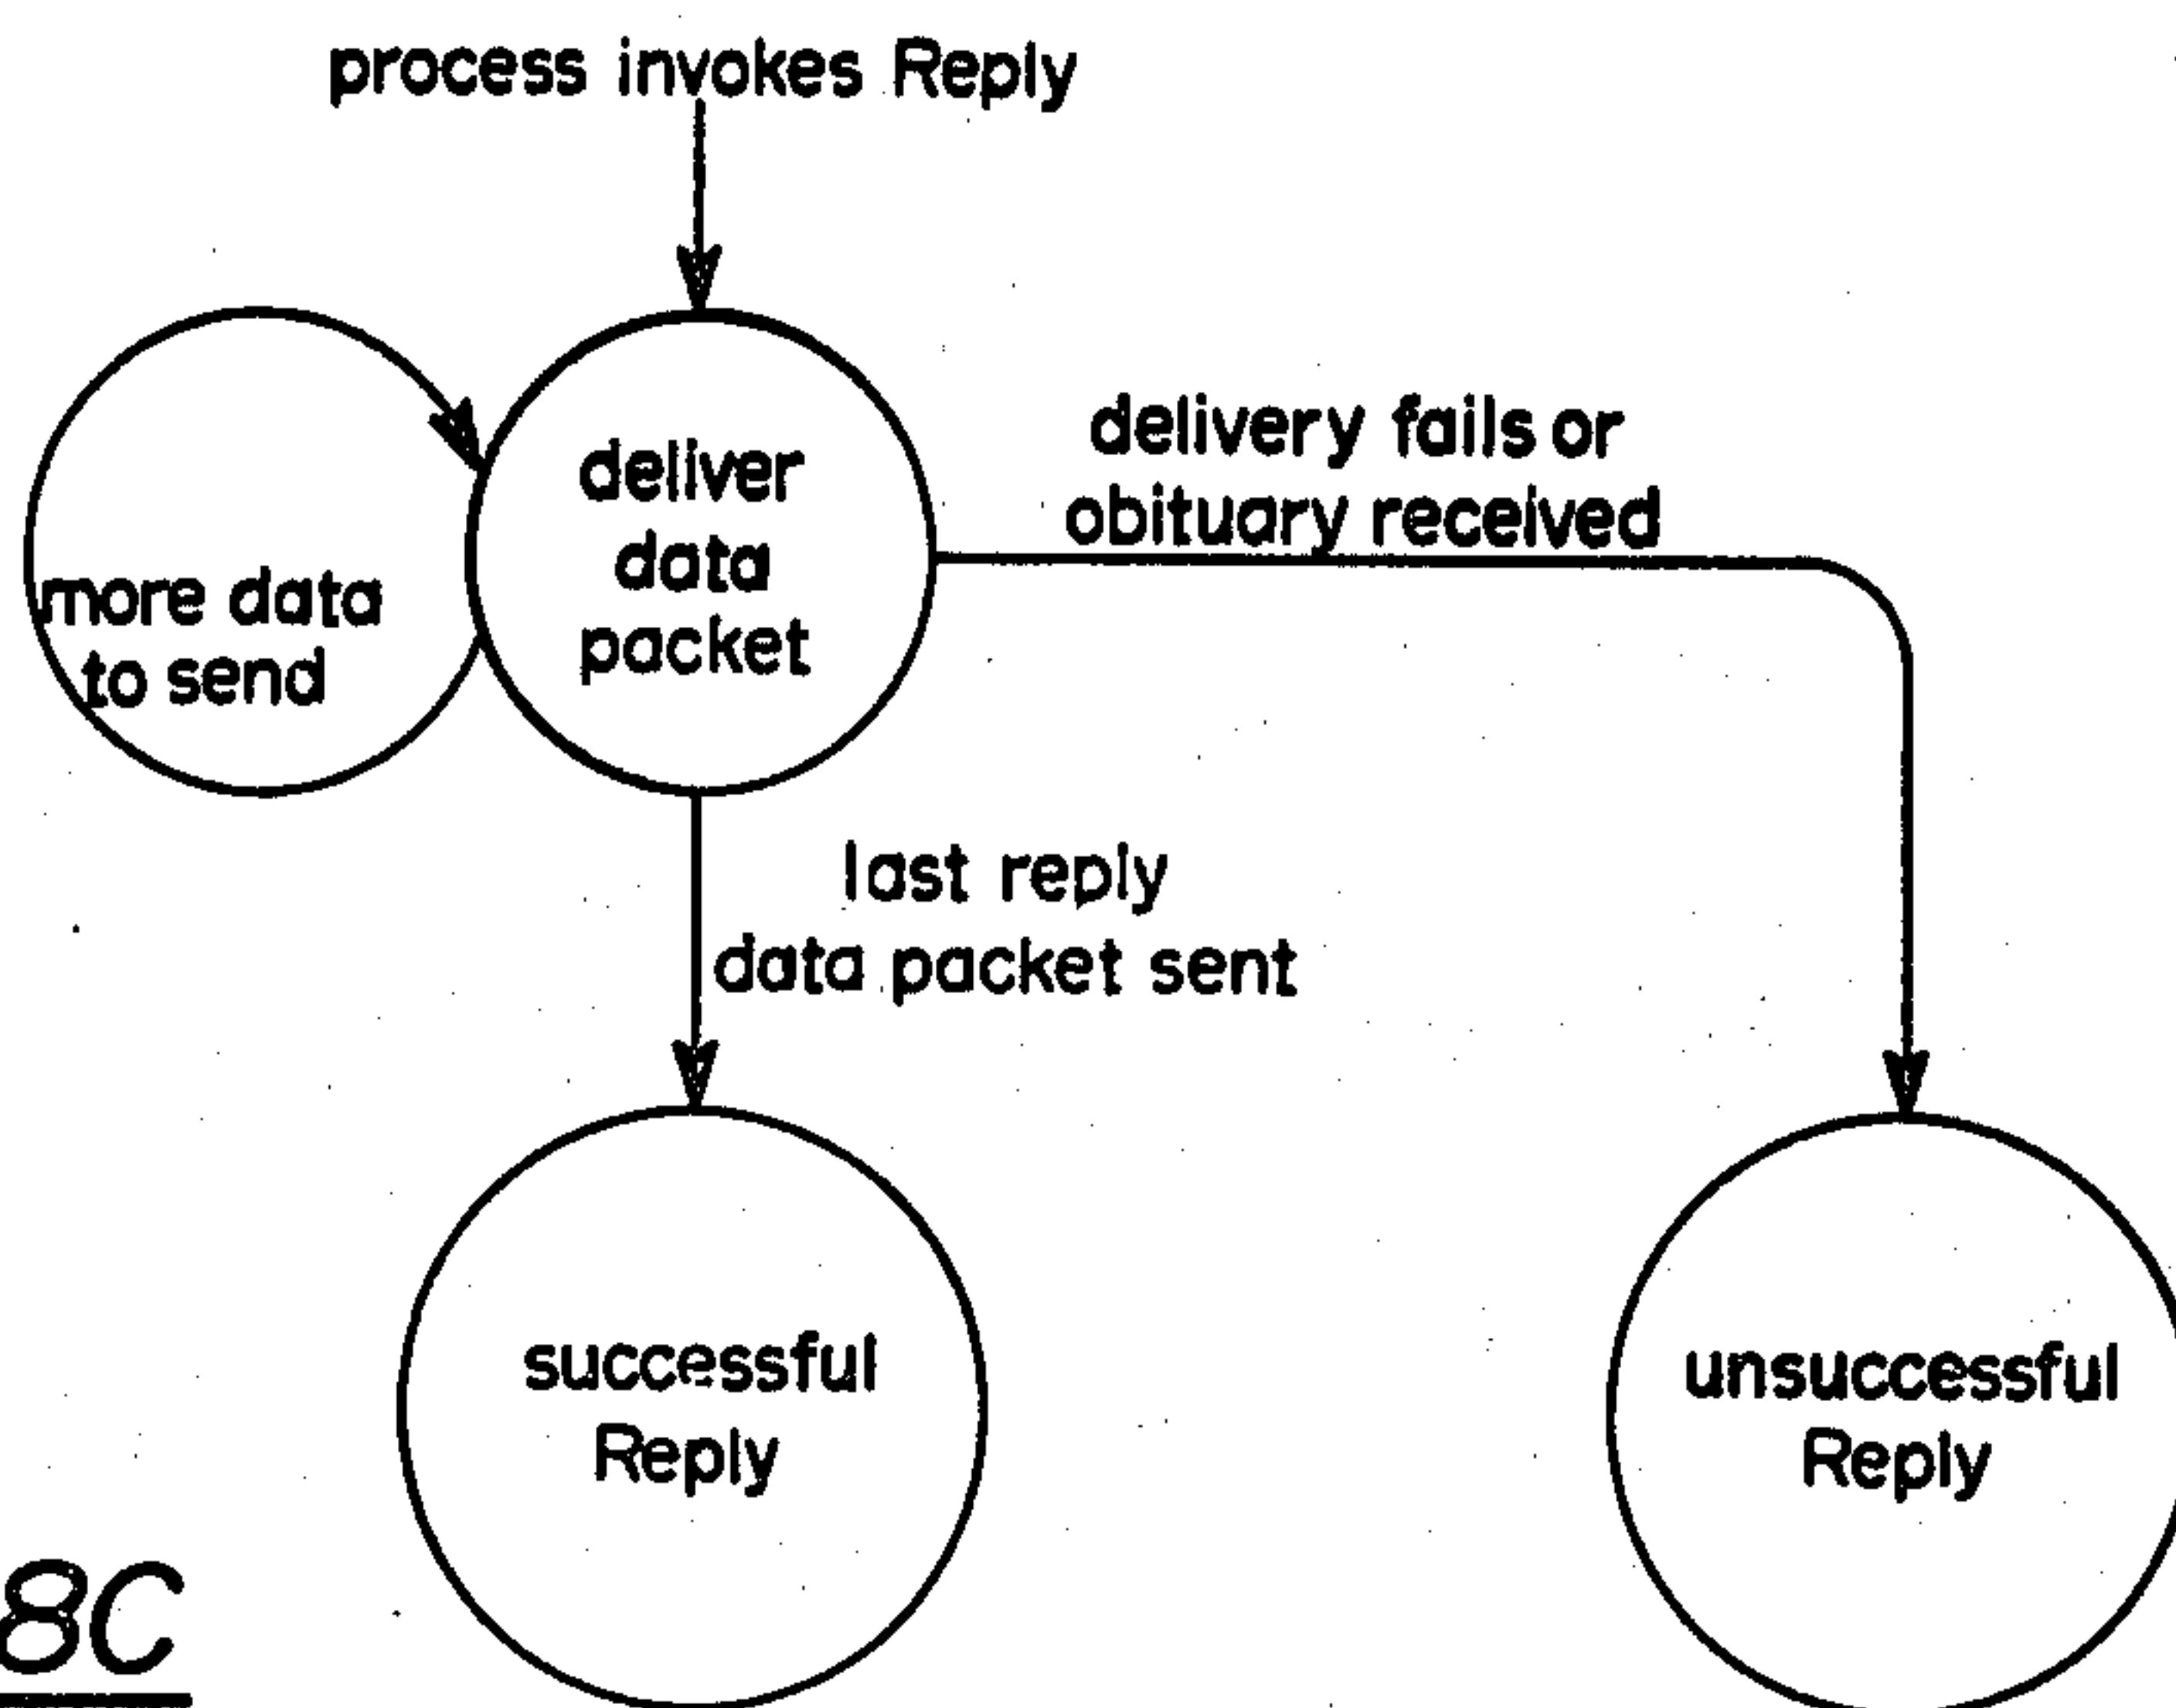 process invokes Reply
deliver
data
packet
more data
to send
delivery fails or
obituary received
last reply
data packet sent
successful
Reply
unsuccessful
Reply
8C